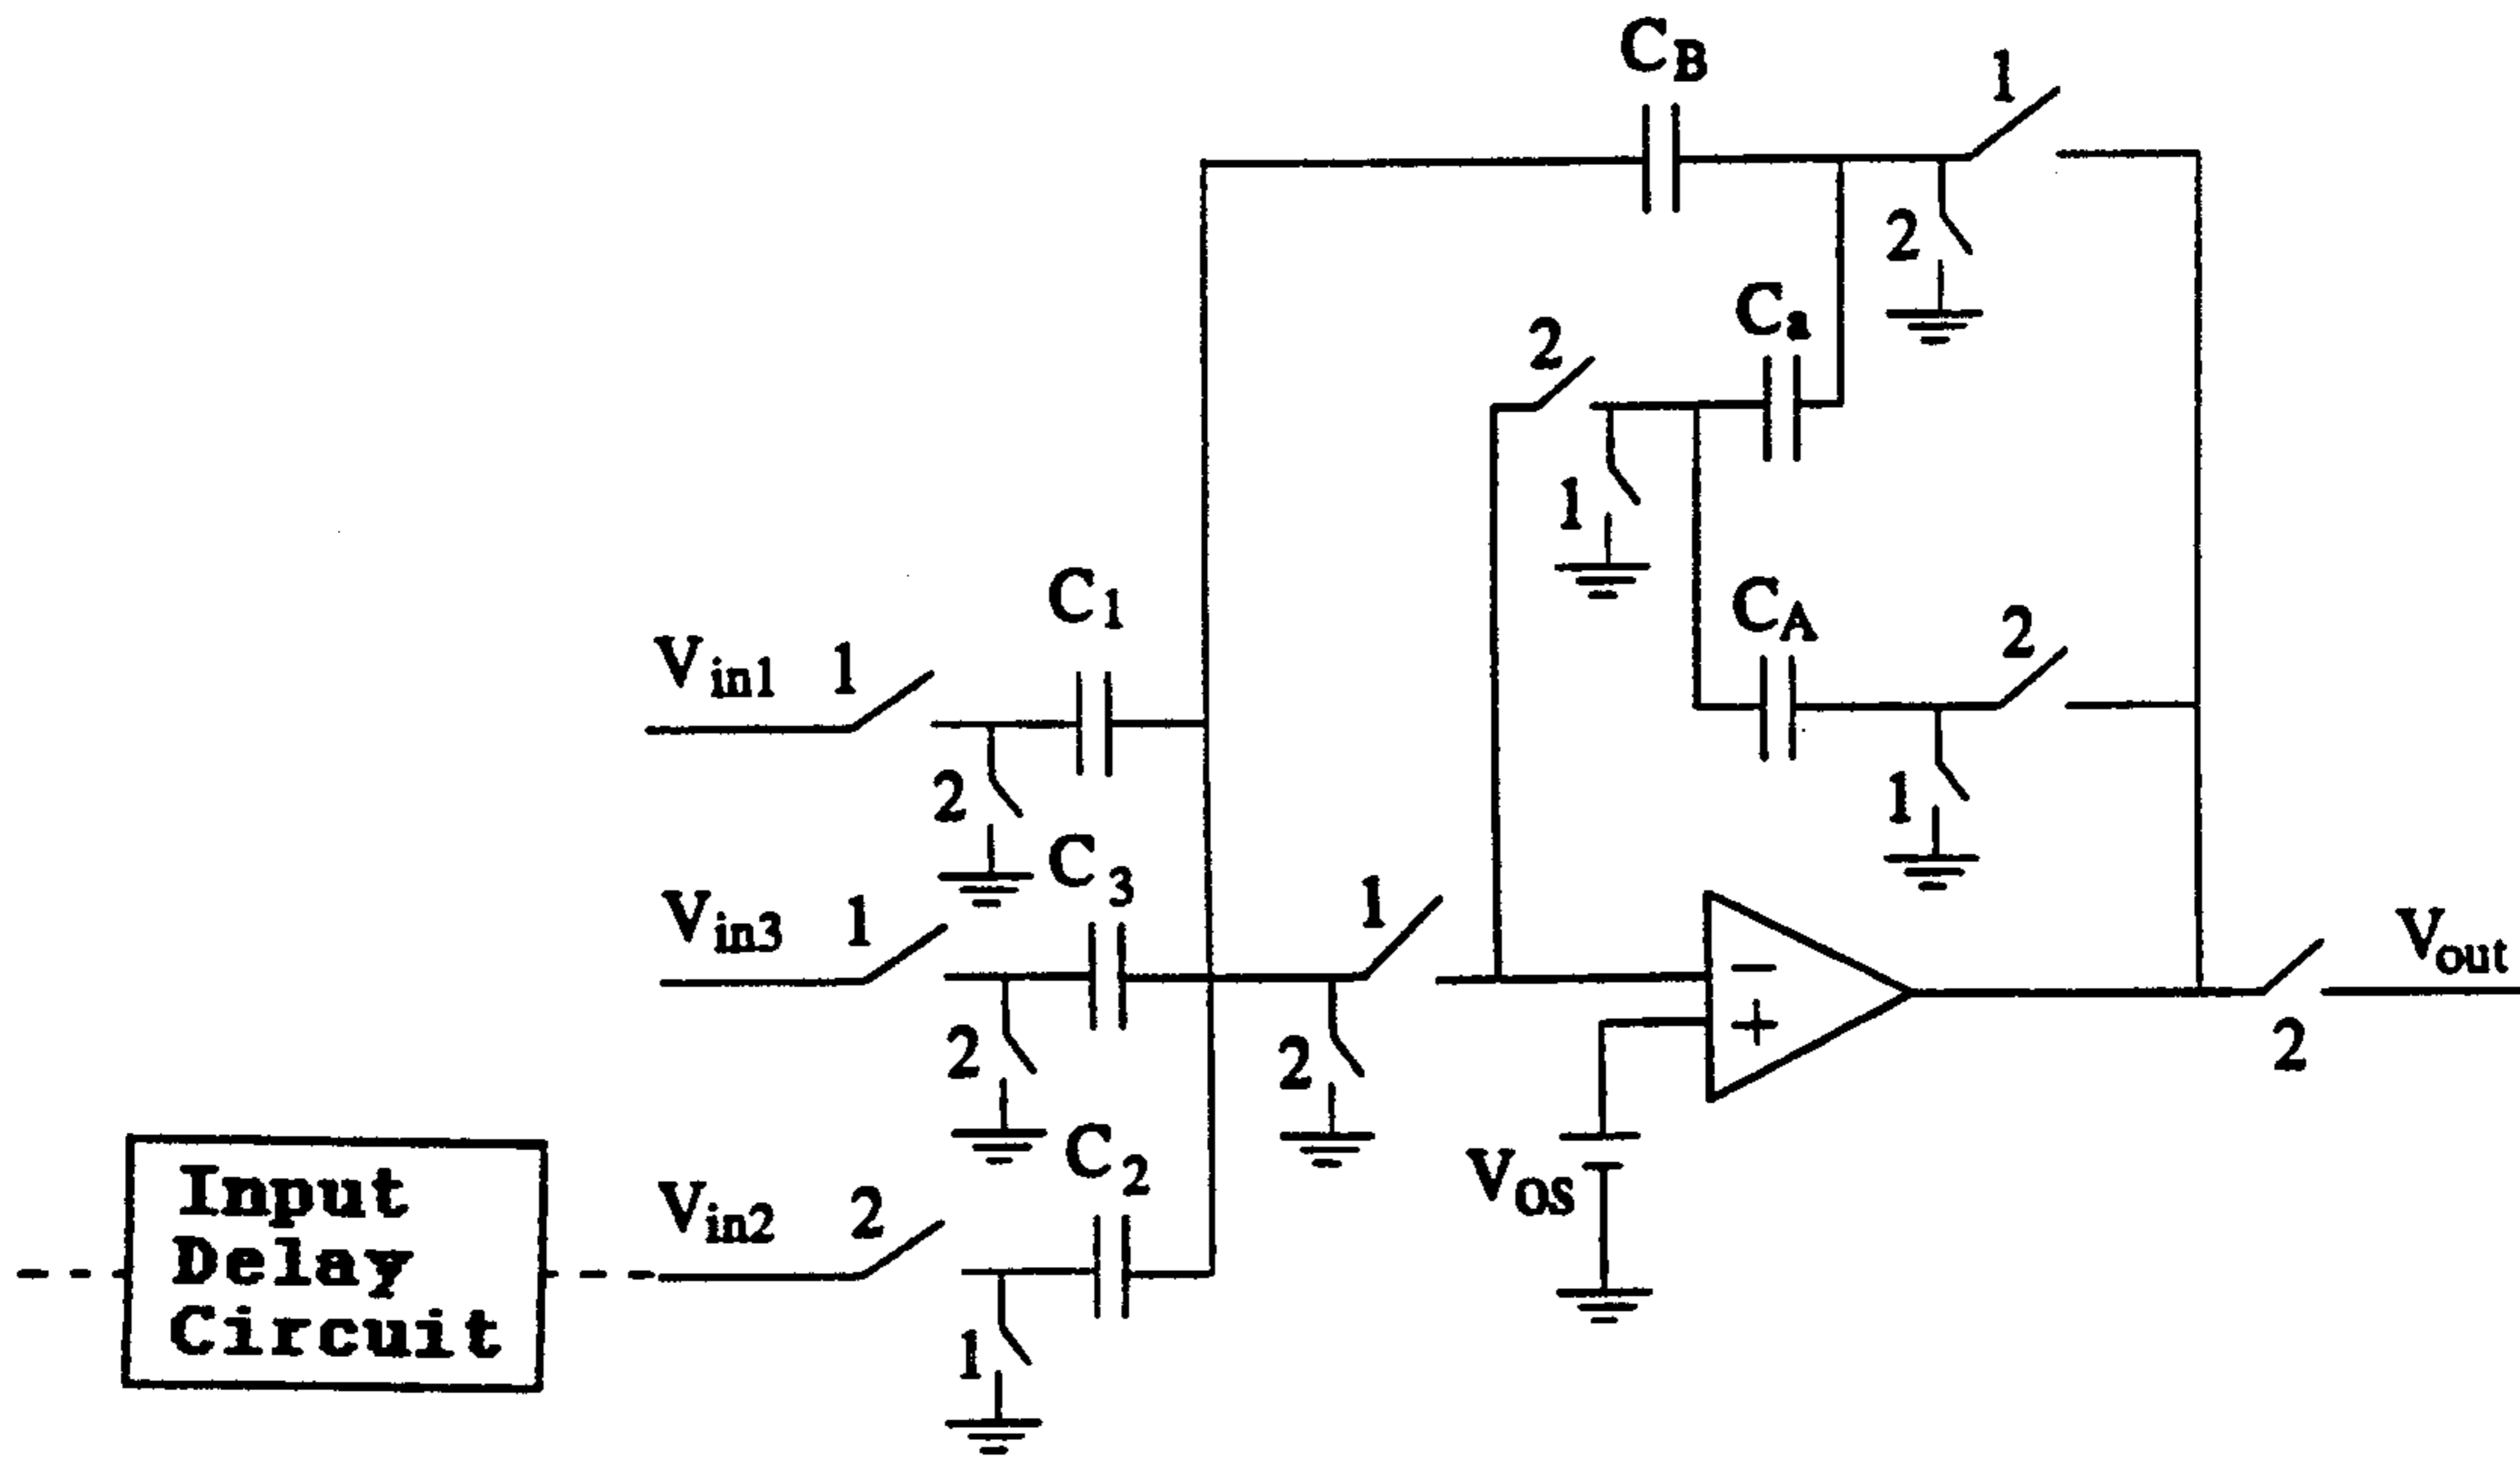 C_B
1
2
C_a
2
1
C_A
2
1
C_1
V_in1 1
2
C_3
V_in3 1
2
1
2
C_2
V_in2 2
1
−
+
V_OS
V_out
2
Input
Delay
Circuit